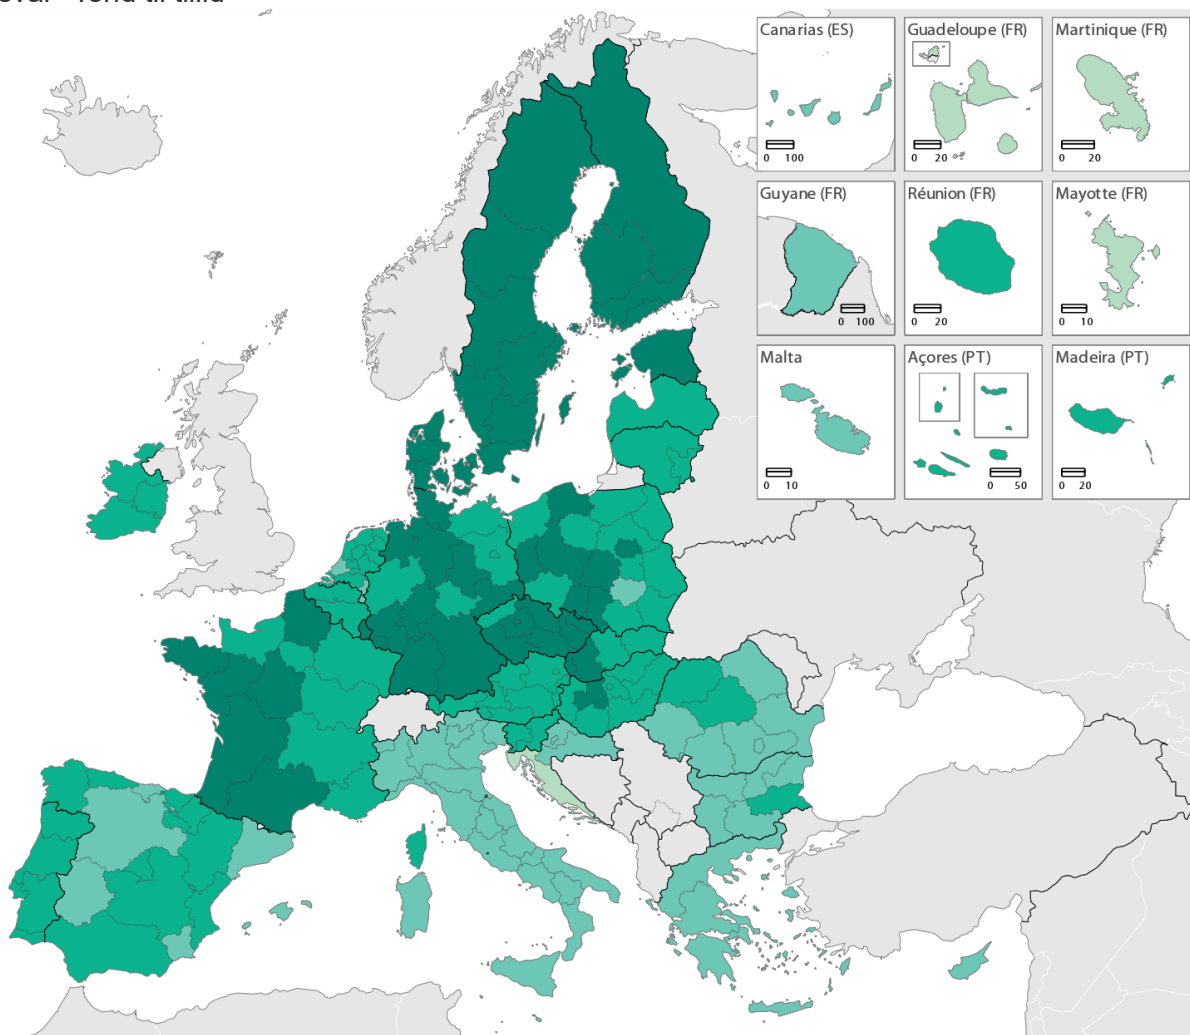 Canarias (ES)
0 100
Guadeloupe (FR)
0 20
Martinique (FR)
0 20
Guyane (FR)
0 100
Réunion (FR)
0 20
Mayotte (FR)
0 10
Malta
0 10
Açores (PT)
0 50
Madeira (PT)
0 20